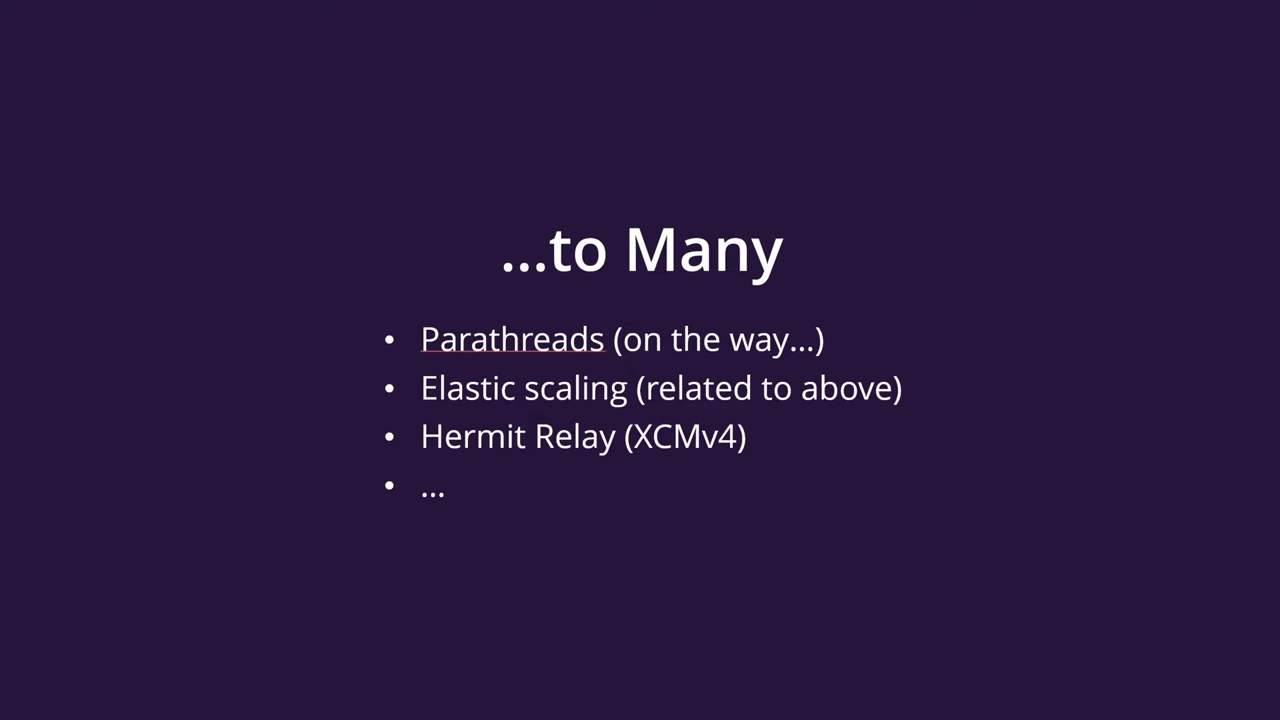 ...to Many
• Parathreads (on the way...)
• Elastic scaling (related to above)
• Hermit Relay (XCMv4)
• ...